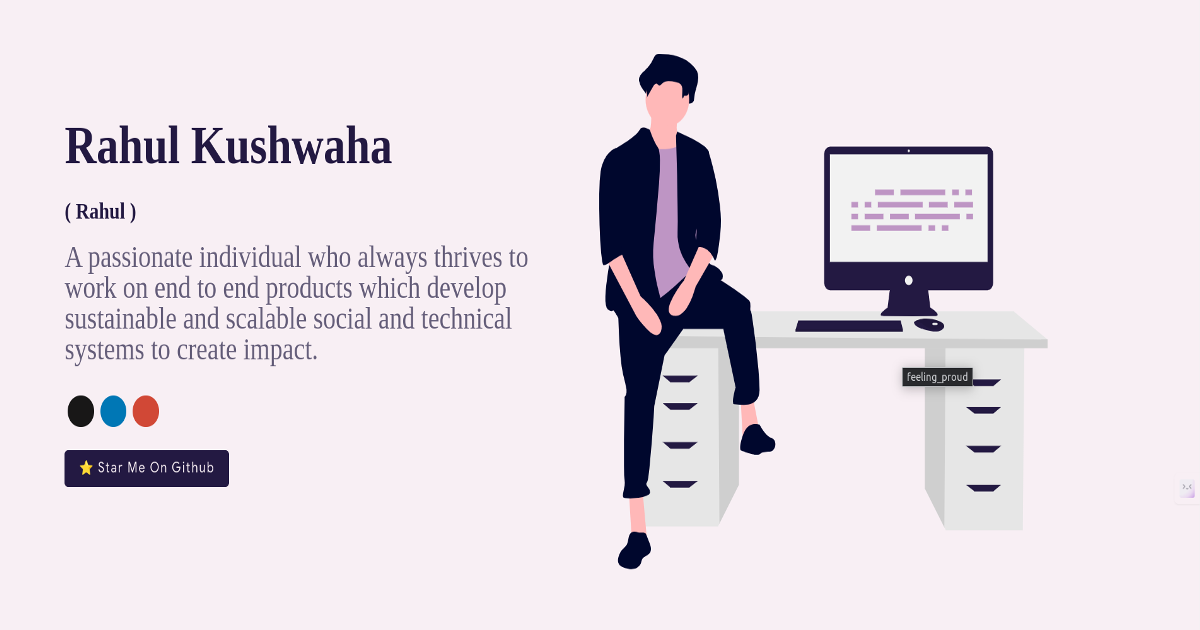 Rahul Kushwaha
( Rahul )
A passionate individual who always thrives to
work on end to end products which develop
sustainable and scalable social and technical
systems to create impact.
⭐ Star Me On Github
feeling_proud